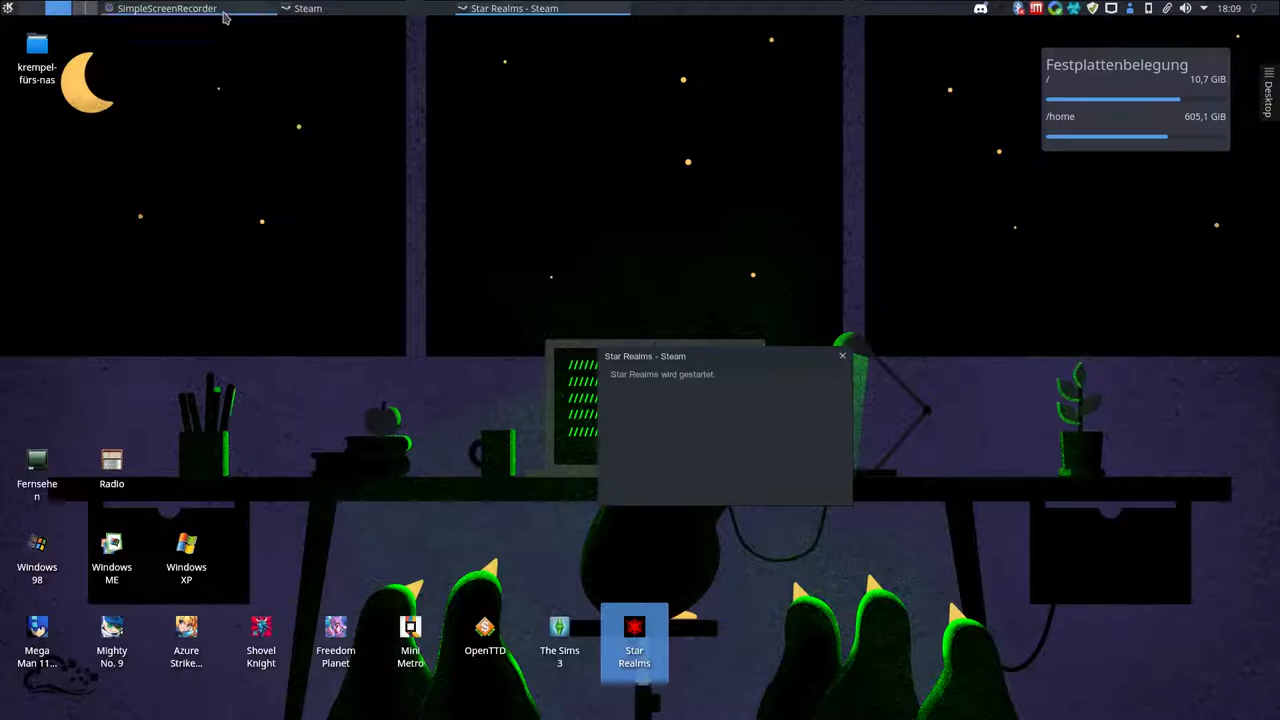 SimpleScreenRecorder
Steam
Star Realms - Steam
18:09
krempel-
fürs-nas
Festplattenbelegung
/ 10,7 GiB
/home 605,1 GiB
Desktop
Star Realms - Steam
Star Realms wird gestartet.
Fernsehe
n
Radio
Windows
98
Windows
ME
Windows
XP
Mega
Man 11...
Mighty
No. 9
Azure
Strike...
Shovel
Knight
Freedom
Planet
Mini
Metro
OpenTTD
The Sims
3
Star
Realms